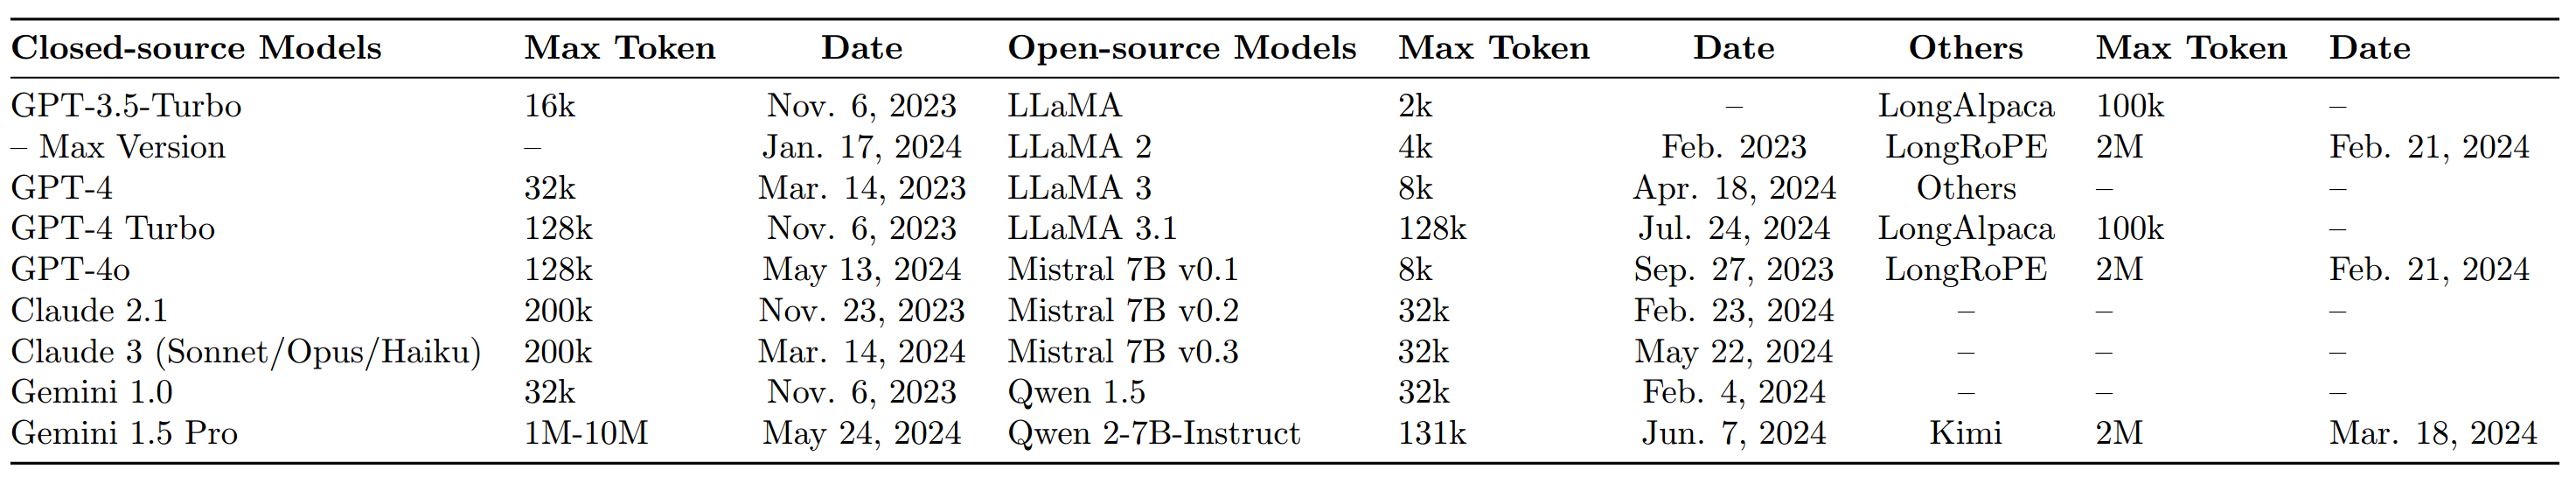 Closed-source Models Max Token Date Open-source Models Max Token Date Others Max Token Date
GPT-3.5-Turbo 16k Nov. 6, 2023 LLaMA 2k – LongAlpaca 100k –
– Max Version – Jan. 17, 2024 LLaMA 2 4k Feb. 2023 LongRoPE 2M Feb. 21, 2024
GPT-4 32k Mar. 14, 2023 LLaMA 3 8k Apr. 18, 2024 Others – –
GPT-4 Turbo 128k Nov. 6, 2023 LLaMA 3.1 128k Jul. 24, 2024 LongAlpaca 100k –
GPT-4o 128k May 13, 2024 Mistral 7B v0.1 8k Sep. 27, 2023 LongRoPE 2M Feb. 21, 2024
Claude 2.1 200k Nov. 23, 2023 Mistral 7B v0.2 32k Feb. 23, 2024 – – –
Claude 3 (Sonnet/Opus/Haiku) 200k Mar. 14, 2024 Mistral 7B v0.3 32k May 22, 2024 – – –
Gemini 1.0 32k Nov. 6, 2023 Qwen 1.5 32k Feb. 4, 2024 – – –
Gemini 1.5 Pro 1M-10M May 24, 2024 Qwen 2-7B-Instruct 131k Jun. 7, 2024 Kimi 2M Mar. 18, 2024